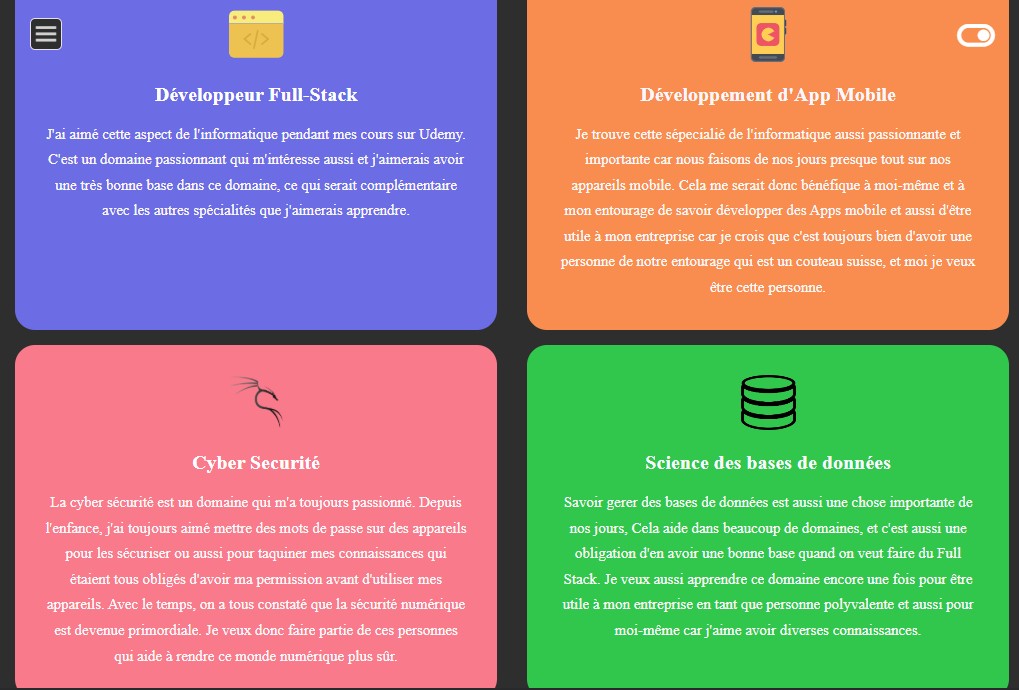 </>
Développeur Full-Stack
J'ai aimé cette aspect de l'informatique pendant mes cours sur Udemy.
C'est un domaine passionnant qui m'intéresse aussi et j'aimerais avoir
une très bonne base dans ce domaine, ce qui serait complémentaire
avec les autres spécialités que j'aimerais apprendre.
Développement d'App Mobile
Je trouve cette sépecialié de l'informatique aussi passionnante et
importante car nous faisons de nos jours presque tout sur nos
appareils mobile. Cela me serait donc bénéfique à moi-même et à
mon entourage de savoir développer des Apps mobile et aussi d'être
utile à mon entreprise car je crois que c'est toujours bien d'avoir une
personne de notre entourage qui est un couteau suisse, et moi je veux
être cette personne.
Cyber Securité
La cyber sécurité est un domaine qui m'a toujours passionné. Depuis
l'enfance, j'ai toujours aimé mettre des mots de passe sur des appareils
pour les sécuriser ou aussi pour taquiner mes connaissances qui
étaient tous obligés d'avoir ma permission avant d'utiliser mes
appareils. Avec le temps, on a tous constaté que la sécurité numérique
est devenue primordiale. Je veux donc faire partie de ces personnes
qui aide à rendre ce monde numérique plus sûr.
Science des bases de données
Savoir gerer des bases de données est aussi une chose importante de
nos jours, Cela aide dans beaucoup de domaines, et c'est aussi une
obligation d'en avoir une bonne base quand on veut faire du Full
Stack. Je veux aussi apprendre ce domaine encore une fois pour être
utile à mon entreprise en tant que personne polyvalente et aussi pour
moi-même car j'aime avoir diverses connaissances.